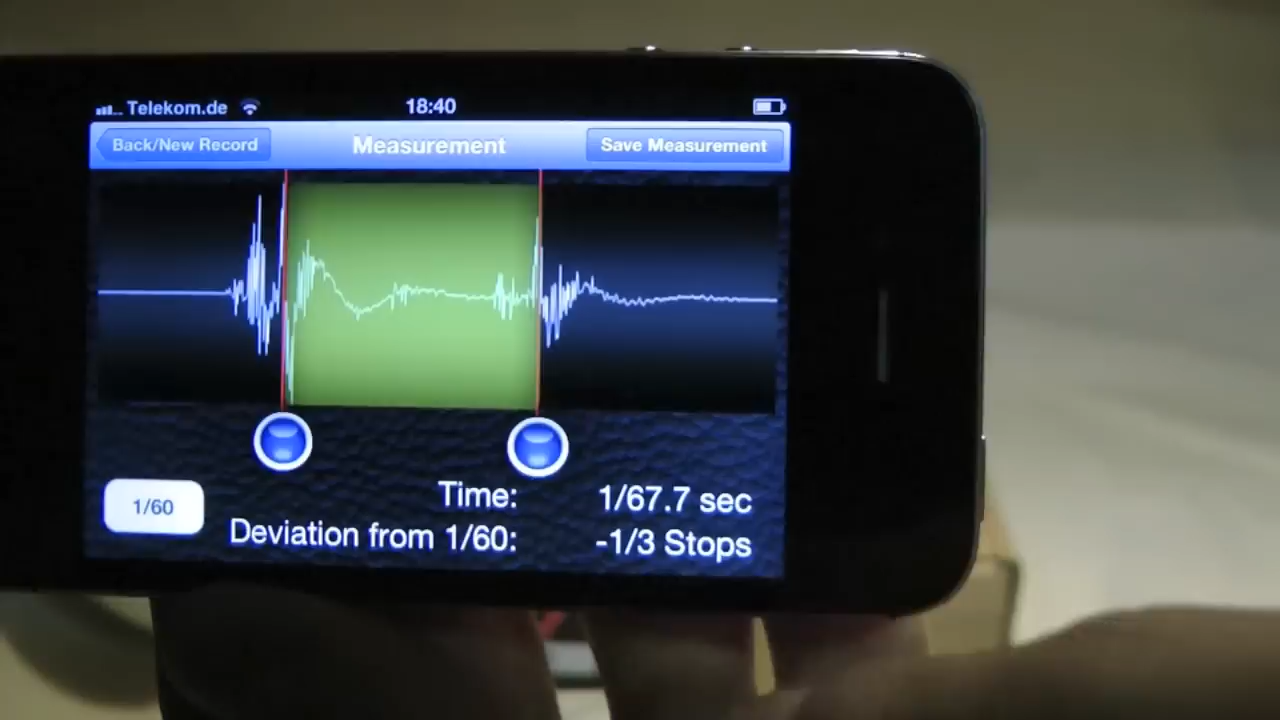 Telekom.de 18:40
Back/New Record Measurement Save Measurement
1/60
Time: 1/67.7 sec
Deviation from 1/60: -1/3 Stops